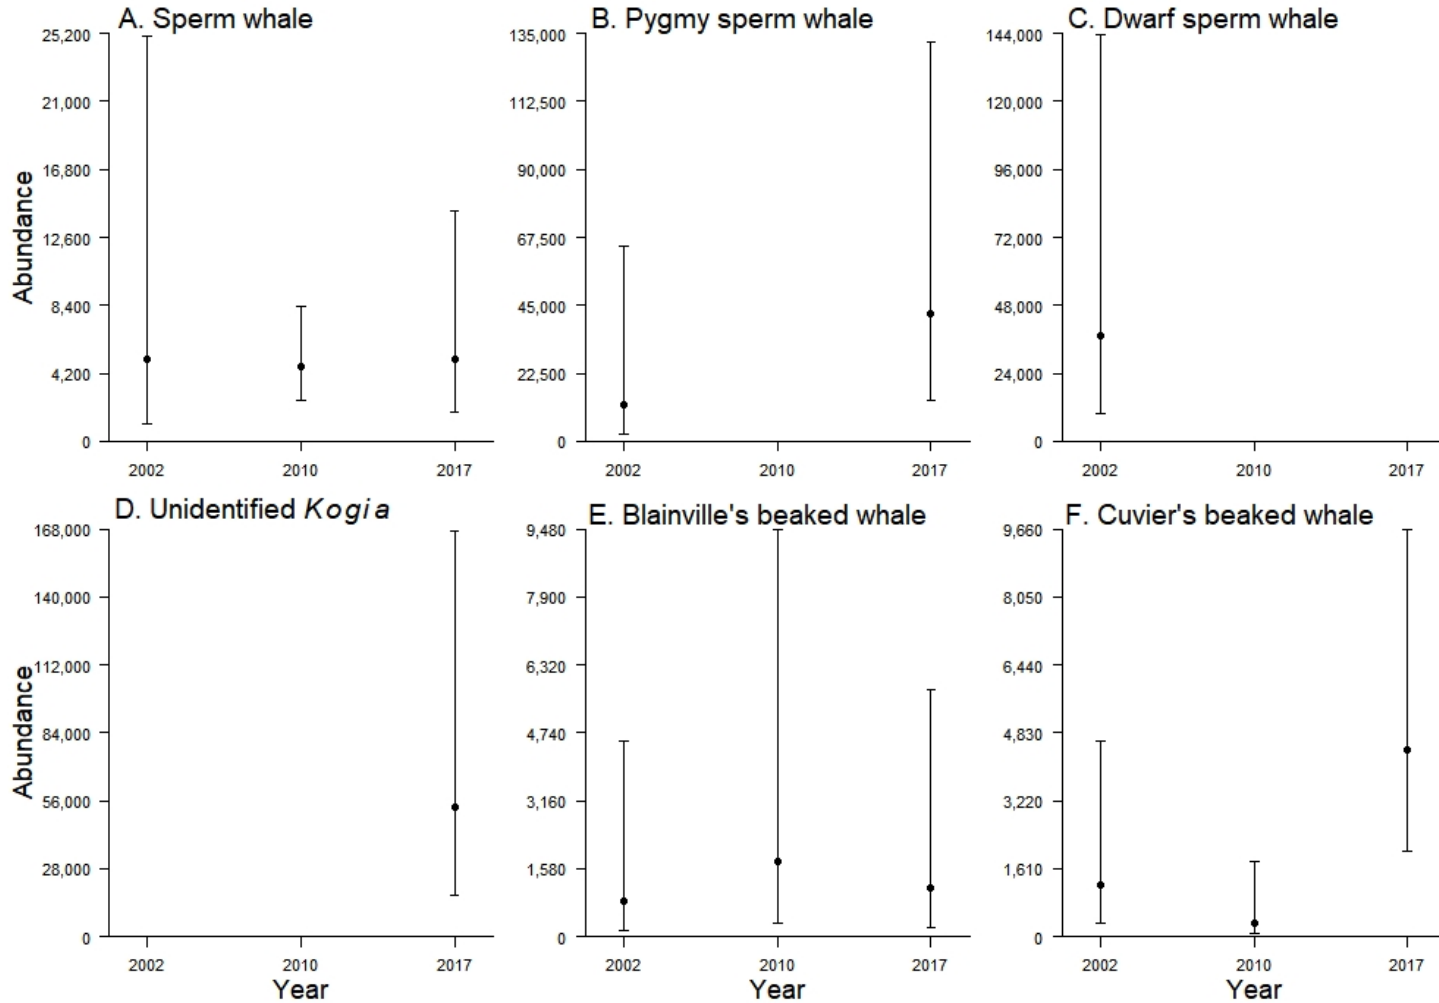 A. Sperm whale
Abundance
25,200
21,000
16,800
12,600
8,400
4,200
0
2002 2010 2017
B. Pygmy sperm whale
135,000
112,500
90,000
67,500
45,000
22,500
0
2002 2010 2017
C. Dwarf sperm whale
144,000
120,000
96,000
72,000
48,000
24,000
0
2002 2010 2017
D. Unidentified Kogia
Abundance
168,000
140,000
112,000
84,000
56,000
28,000
0
2002 2010 2017
Year
E. Blainville's beaked whale
9,480
7,900
6,320
4,740
3,160
1,580
0
2002 2010 2017
Year
F. Cuvier's beaked whale
9,660
8,050
6,440
4,830
3,220
1,610
0
2002 2010 2017
Year